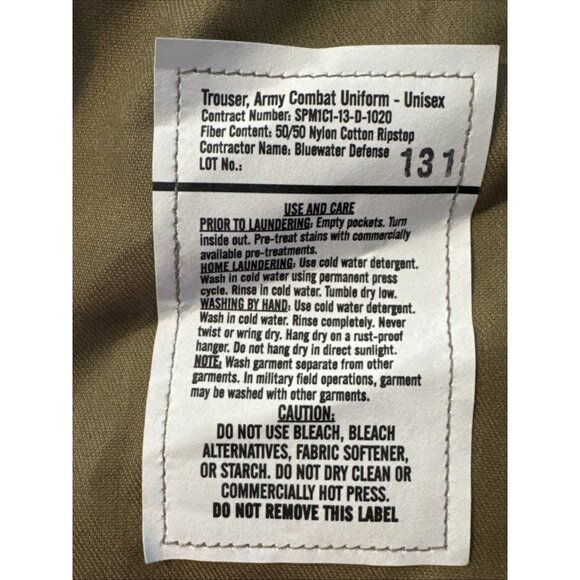 Trouser, Army Combat Uniform - Unisex
Contract Number: SPM1C1-13-D-1020
Fiber Content: 50/50 Nylon Cotton Ripstop
Contractor Name: Bluewater Defense
LOT No.: 131
USE AND CARE
PRIOR TO LAUNDERING: Empty pockets. Turn
inside out. Pre-treat stains with commercially
available pre-treatments.
HOME LAUNDERING: Use cold water detergent.
Wash in cold water using permanent press
cycle. Rinse in cold water. Tumble dry low.
WASHING BY HAND: Use cold water detergent.
Wash in cold water. Rinse completely. Never
twist or wring dry. Hang dry on a rust-proof
hanger. Do not hang dry in direct sunlight.
NOTE: Wash garment separate from other
garments. In military field operations, garment
may be washed with other garments.
CAUTION:
DO NOT USE BLEACH, BLEACH
ALTERNATIVES, FABRIC SOFTENER,
OR STARCH. DO NOT DRY CLEAN OR
COMMERCIALLY HOT PRESS.
DO NOT REMOVE THIS LABEL